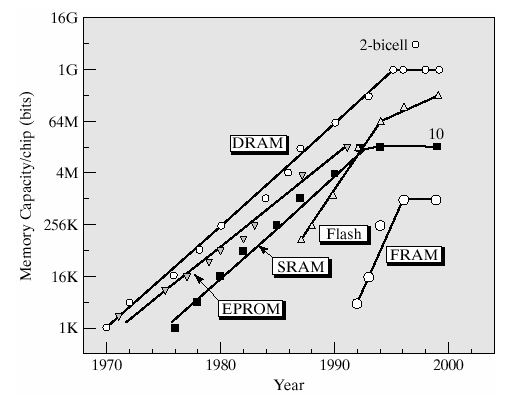 16G
2-bicell
1G
64M
DRAM
10
4M
256K
Flash
FRAM
SRAM
16K
EPROM
1K
1970 1980 1990 2000
Year
Memory Capacity/chip (bits)